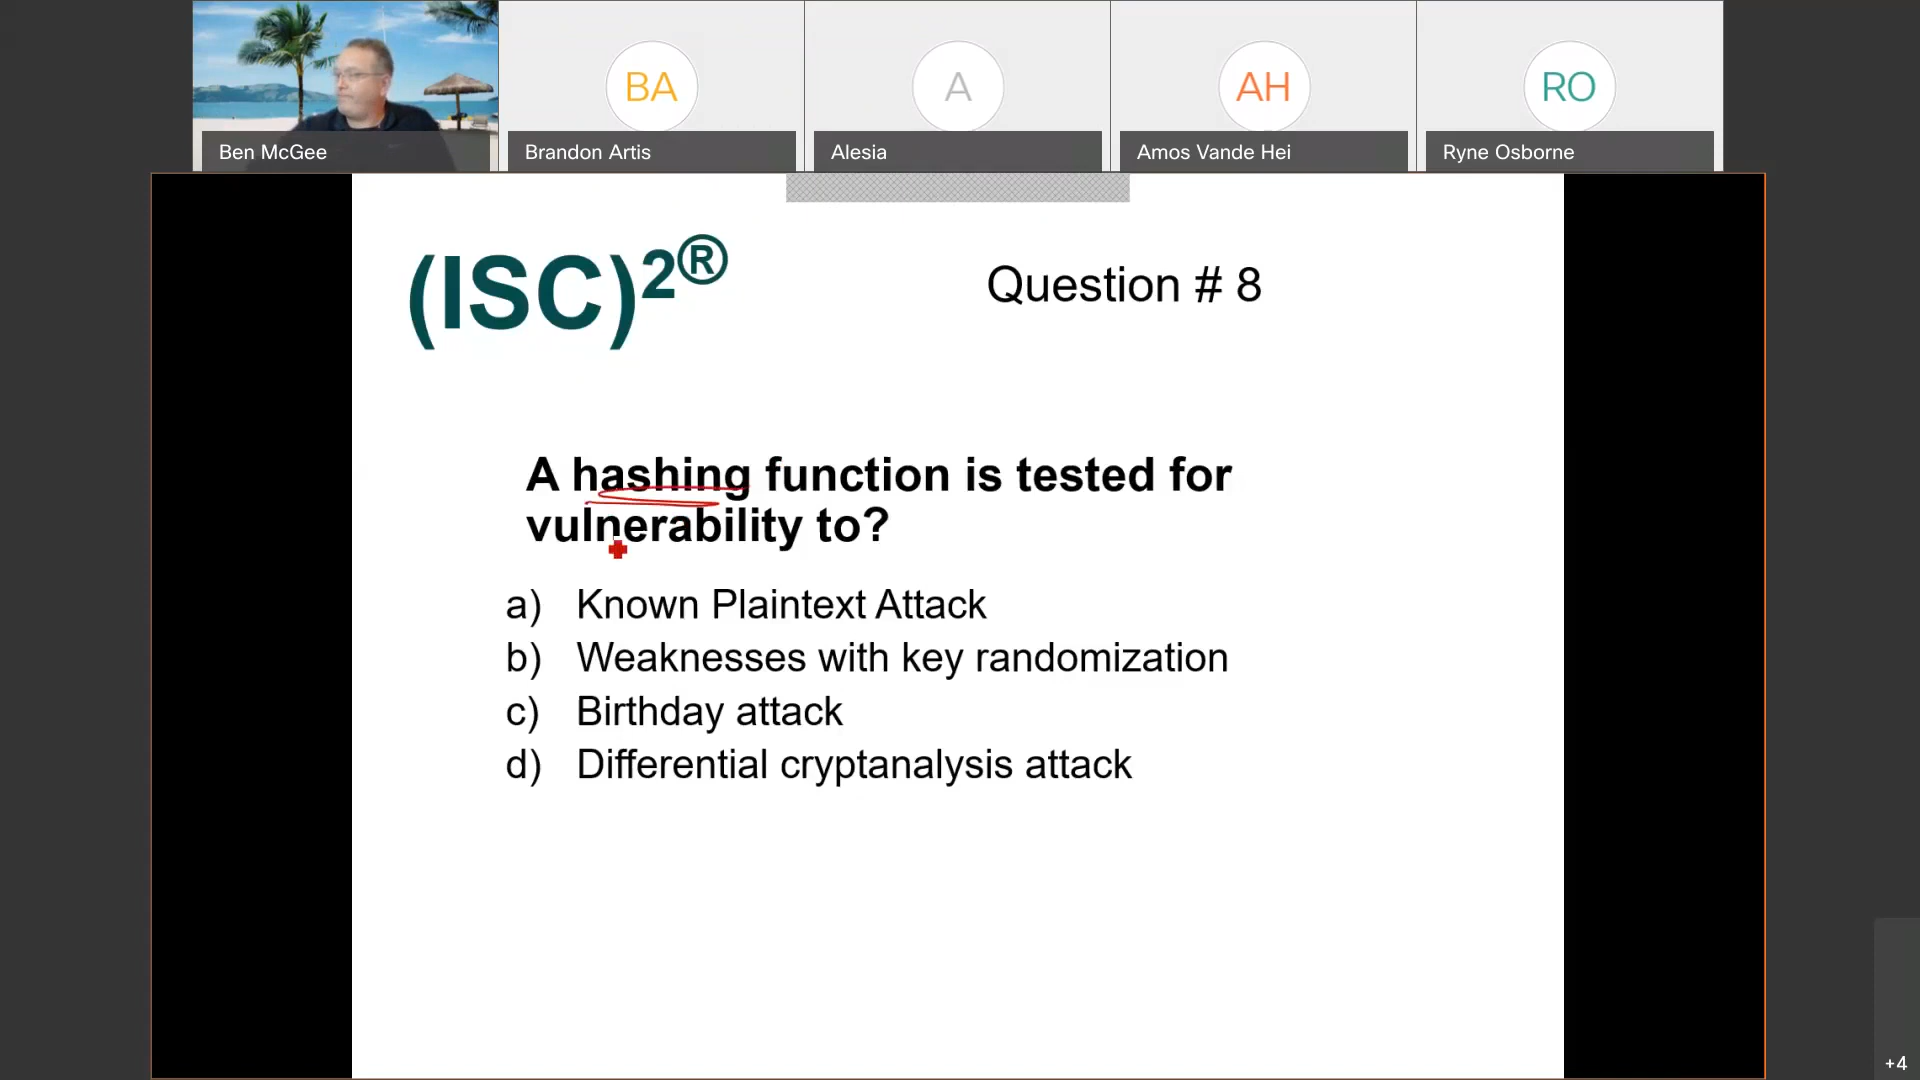 BA
A
AH
RO
Ben McGee
Brandon Artis
Alesia
Amos Vande Hei
Ryne Osborne
(ISC)2®
Question # 8
A hashing function is tested for
vulnerability to?
a) Known Plaintext Attack
b) Weaknesses with key randomization
c) Birthday attack
d) Differential cryptanalysis attack
+4